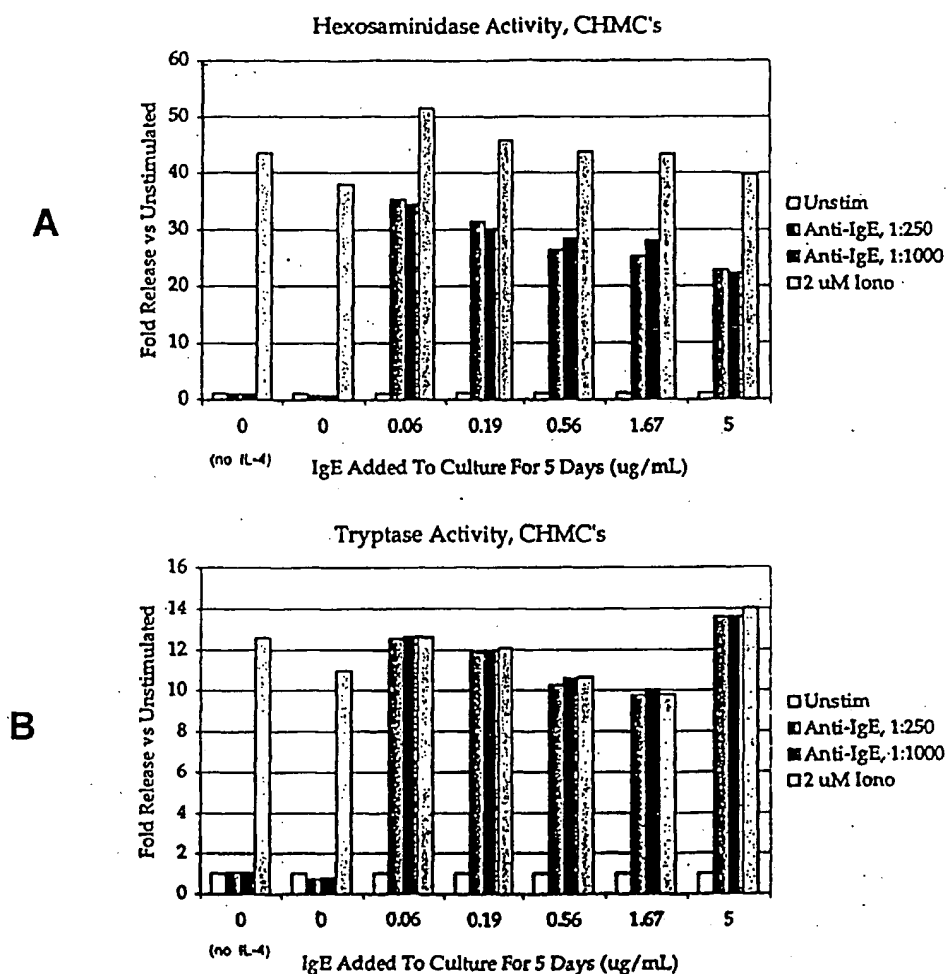 Hexosaminidase Activity, CHMC's
A
Fold Release vs Unstimulated
60
50
40
30
20
10
0
0 0 0.06 0.19 0.56 1.67 5
(no IL-4)
IgE Added To Culture For 5 Days (ug/mL)
Unstim
Anti-IgE, 1:250
Anti-IgE, 1:1000
2 uM Iono
Tryptase Activity, CHMC's
B
Fold Release vs Unstimulated
16
14
12
10
8
6
4
2
0
0 0 0.06 0.19 0.56 1.67 5
(no IL-4)
IgE Added To Culture For 5 Days (ug/mL)
Unstim
Anti-IgE, 1:250
Anti-IgE, 1:1000
2 uM Iono